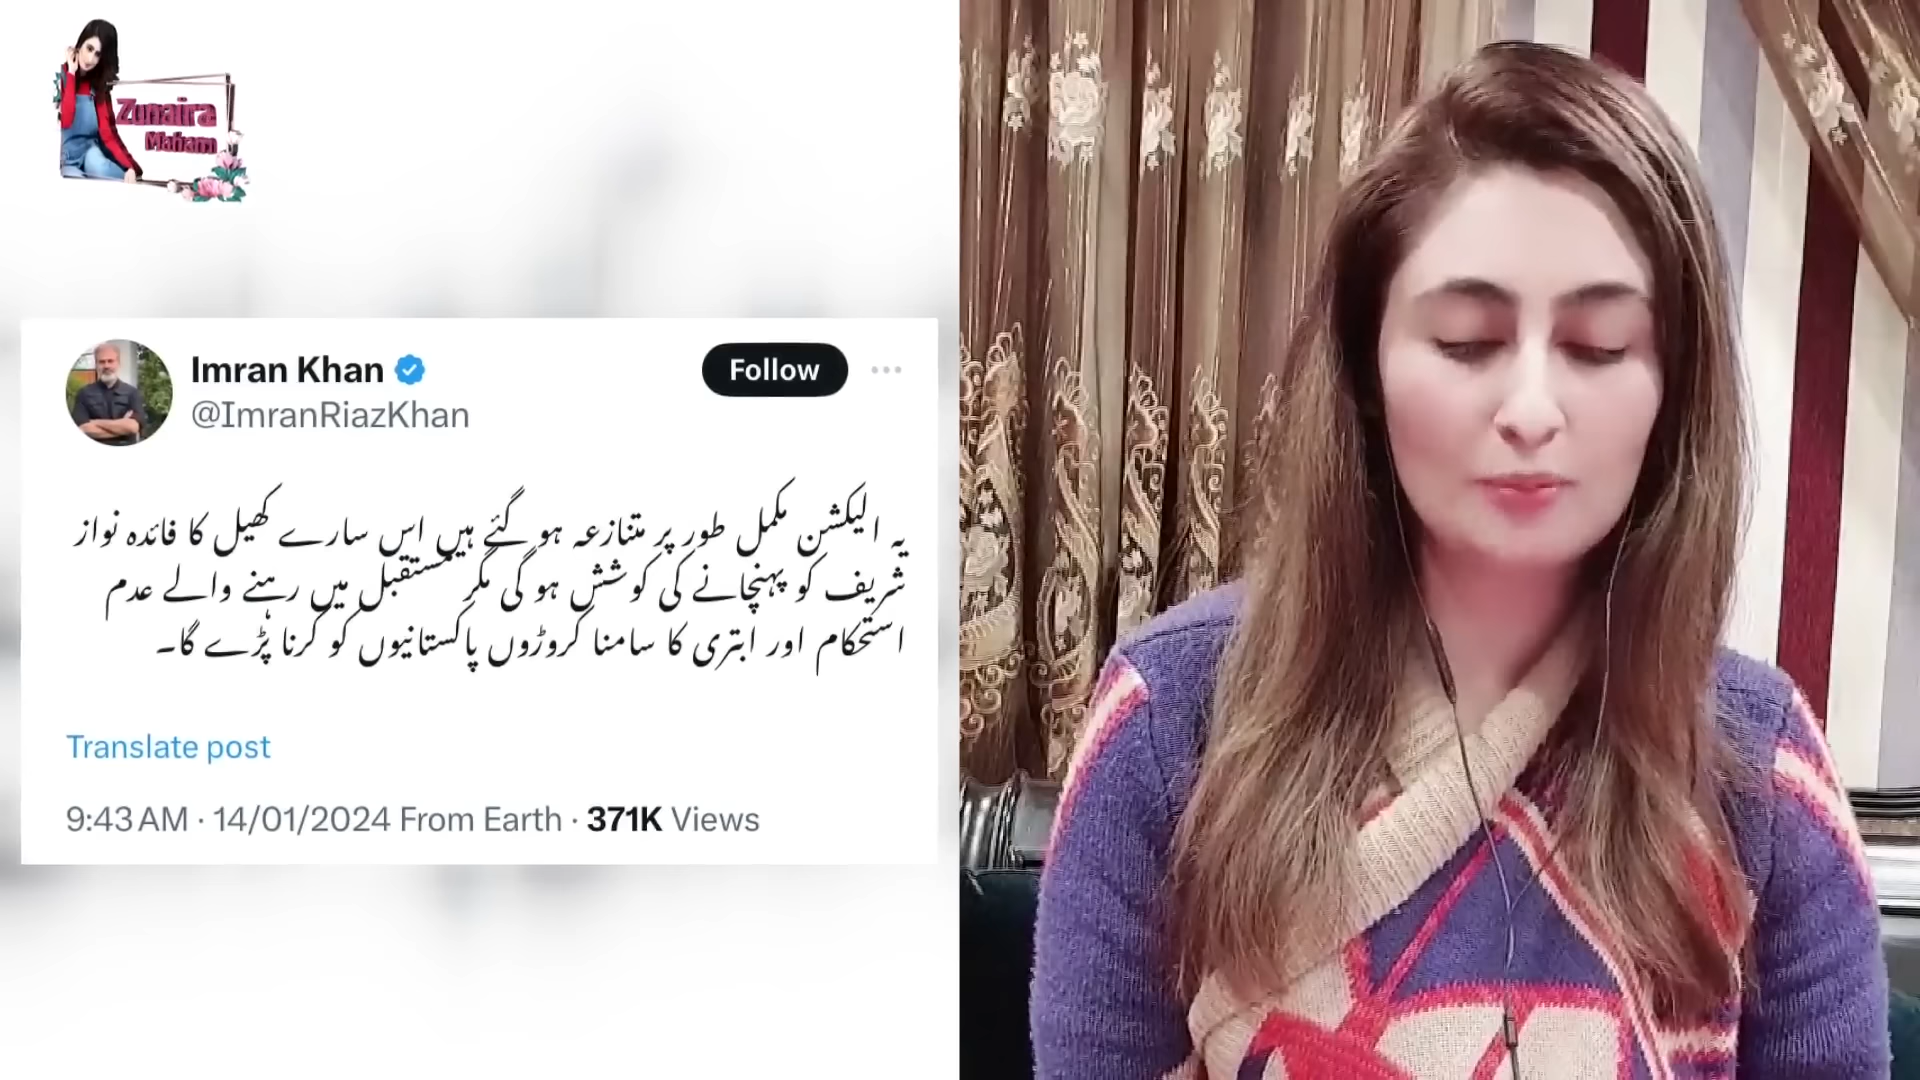 Zunaira
Maham
Imran Khan
Follow
@ImranRiazKhan
یہ الیکشن مکمل طور پر متنازعہ ہو گئے ہیں اس سارے کھیل کا فائدہ نواز
شریف کو پہنچانے کی کوشش ہو گی مگر مستقبل میں رہنے والے عدم
استحکام اور ابتری کا سامنا کروڑوں پاکستانیوں کو کرنا پڑے گا۔
Translate post
9:43 AM · 14/01/2024 From Earth · 371K Views